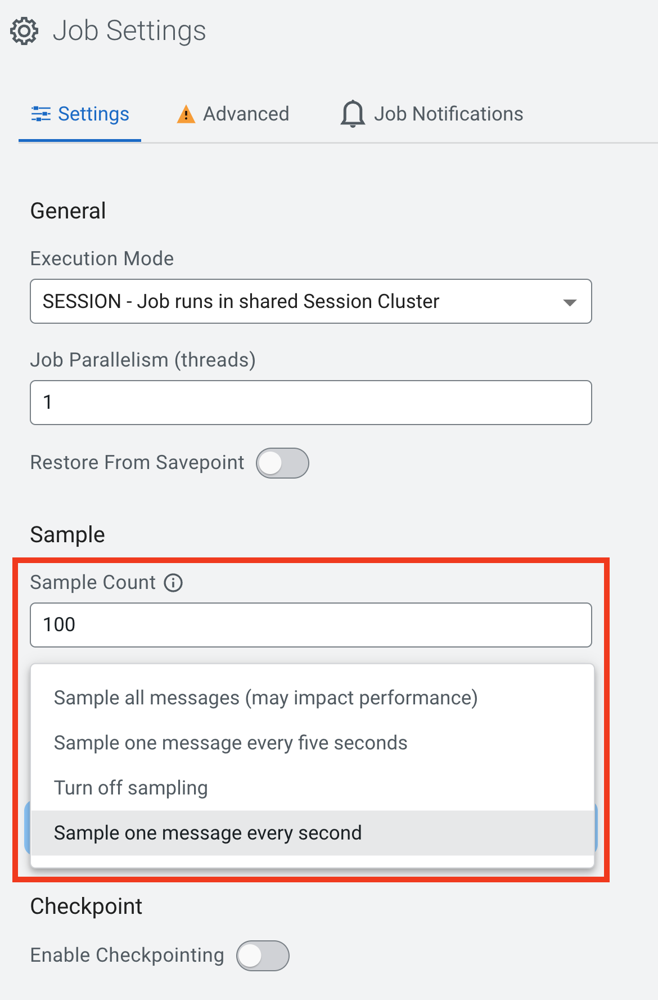 Job Settings
Settings
Advanced
Job Notifications
General
Execution Mode
SESSION - Job runs in shared Session Cluster
Job Parallelism (threads)
1
Restore From Savepoint
Sample
Sample Count
100
Sample all messages (may impact performance)
Sample one message every five seconds
Turn off sampling
Sample one message every second
Checkpoint
Enable Checkpointing